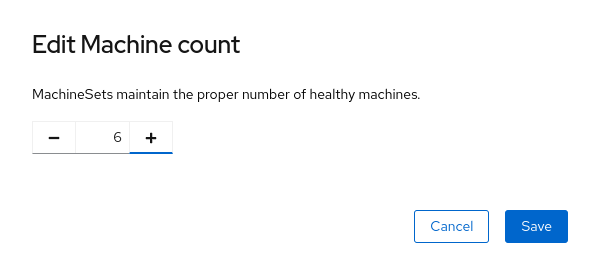 Edit Machine count
MachineSets maintain the proper number of healthy machines.
− 6 +
Cancel Save